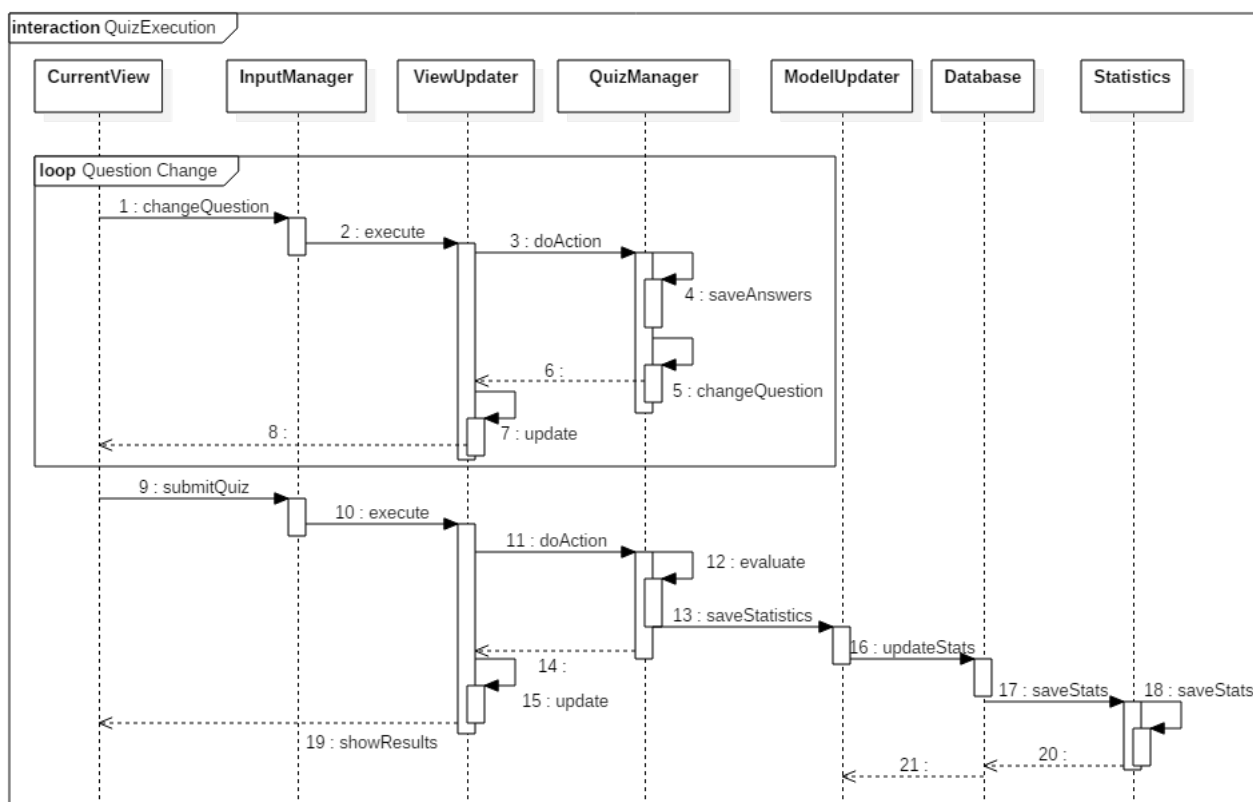 interaction QuizExecution
CurrentView
InputManager
ViewUpdater
QuizManager
ModelUpdater
Database
Statistics
loop Question Change
1 : changeQuestion
2 : execute
3 : doAction
4 : saveAnswers
6 :
5 : changeQuestion
7 : update
8 :
9 : submitQuiz
10 : execute
11 : doAction
12 : evaluate
13 : saveStatistics
16 : updateStats
14 :
17 : saveStats
18 : saveStats
15 : update
19 : showResults
20 :
21 :